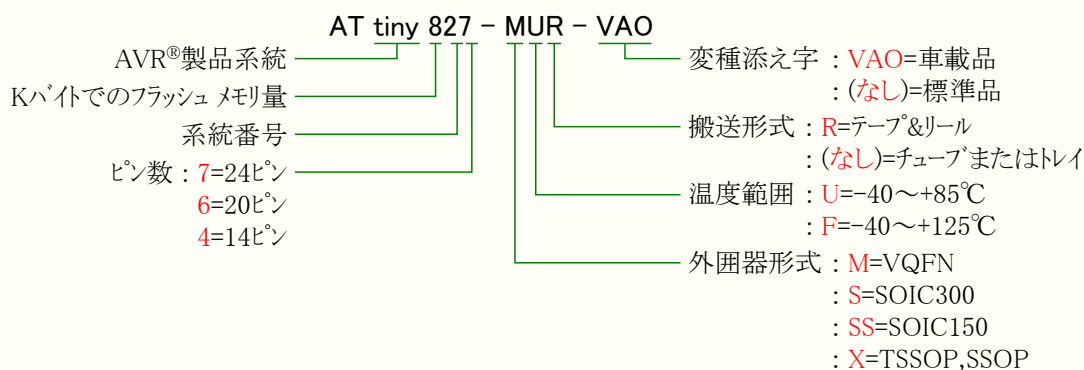 AT tiny 827 - MUR - VAO
AVR®製品系統
Kバイトでのフラッシュ メモリ量
系統番号
ピン数 : 7=24ピン
6=20ピン
4=14ピン
変種添え字 : VAO=車載品
: (なし)=標準品
搬送形式 : R=テープ&リール
: (なし)=チューブまたはトレイ
温度範囲 : U=-40～+85℃
: F=-40～+125℃
外囲器形式 : M=VQFN
: S=SOIC300
: SS=SOIC150
: X=TSSOP,SSOP